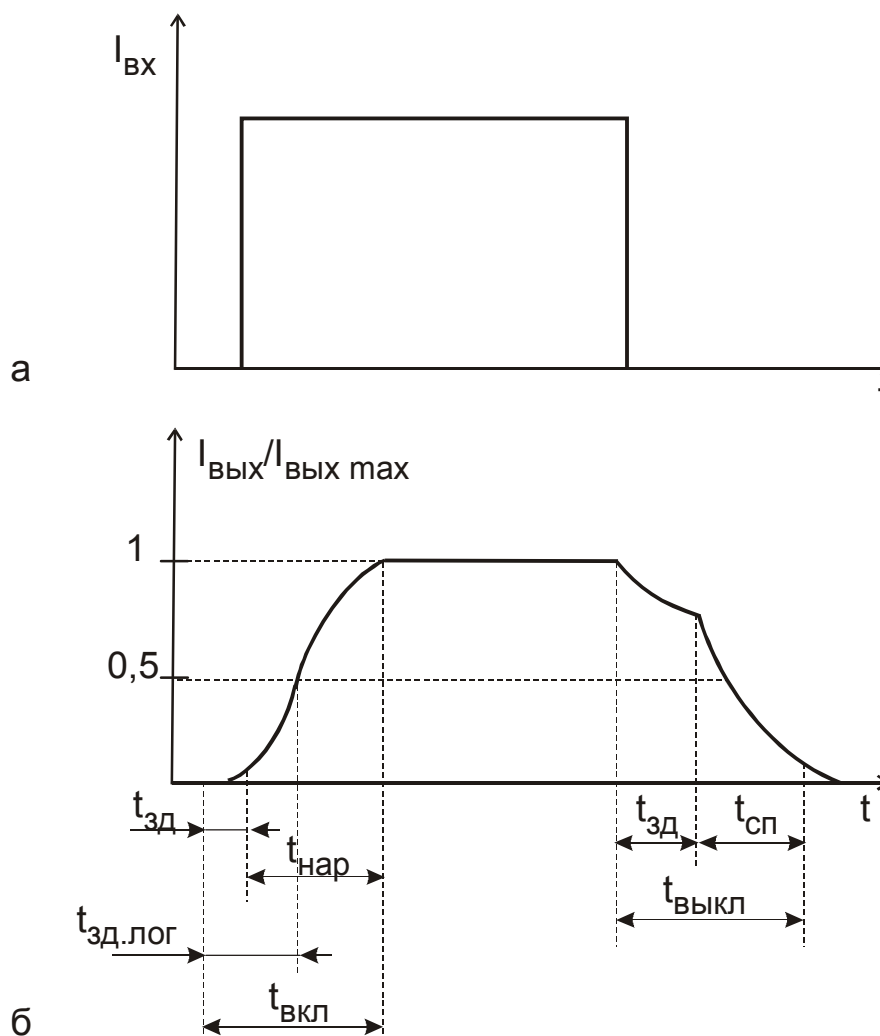 Iвх
а
Iвых/Iвых max
1
0,5
t
tзд
tзд
tсп
tнар
tвыкл
tзд.лог
tвкл
б